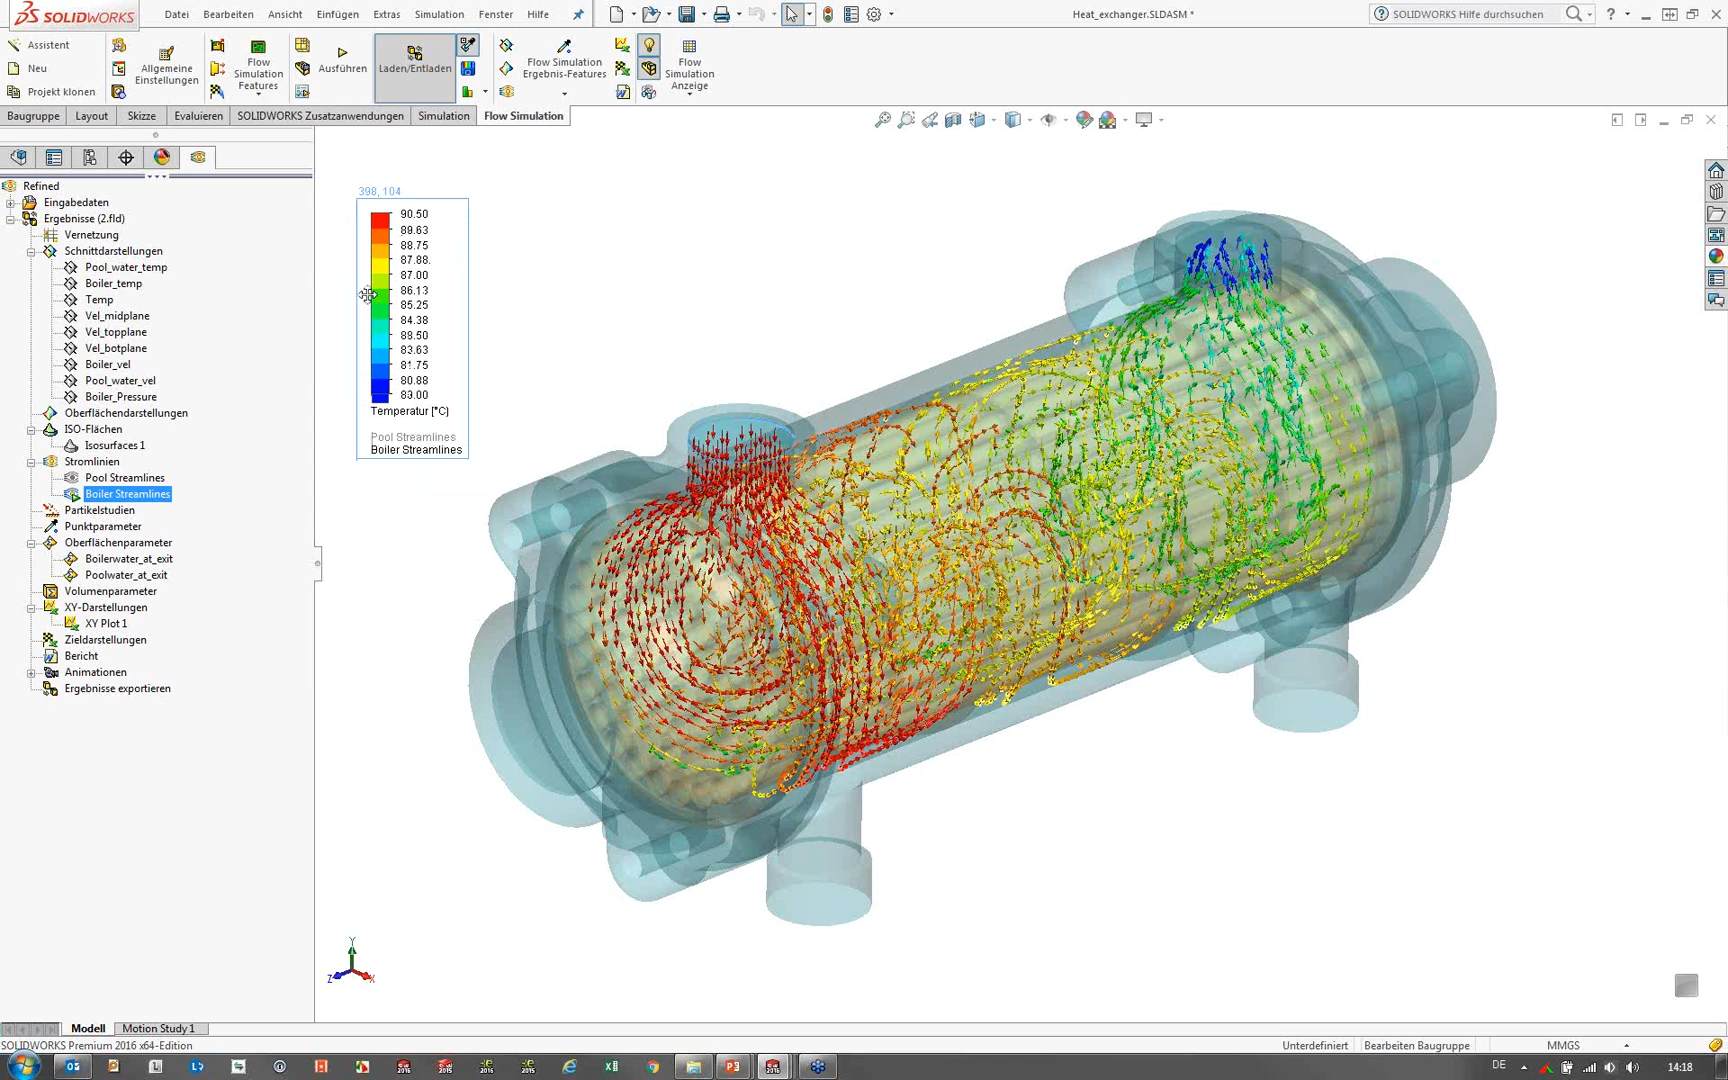 SOLIDWORKS
Datei Bearbeiten Ansicht Einfügen Extras Simulation Fenster Hilfe
Heat_exchanger.SLDASM *
SOLIDWORKS Hilfe durchsuchen
Assistent
Neu
Projekt klonen
Allgemeine
Einstellungen
Flow
Simulation
Features
Ausführen
Laden/Entladen
Flow Simulation
Ergebnis-Features
Flow
Simulation
Anzeige
Baugruppe Layout Skizze Evaluieren SOLIDWORKS Zusatzanwendungen Simulation Flow Simulation
Refined
Eingabedaten
Ergebnisse (2.fld)
Vernetzung
Schnittdarstellungen
Pool_water_temp
Boiler_temp
Temp
Vel_midplane
Vel_topplane
Vel_botplane
Boiler_vel
Pool_water_vel
Boiler_Pressure
Oberflächendarstellungen
ISO-Flächen
Isosurfaces 1
Stromlinien
Pool Streamlines
Boiler Streamlines
Partikelstudien
Punktparameter
Oberflächenparameter
Boilerwater_at_exit
Poolwater_at_exit
Volumenparameter
XY-Darstellungen
XY Plot 1
Zieldarstellungen
Bericht
Animationen
Ergebnisse exportieren
398, 104
90.50
89.63
88.75
87.88
87.00
86.13
85.25
84.38
83.63
81.75
80.88
83.00
Temperatur [°C]
Pool Streamlines
Boiler Streamlines
Y
Z
X
Modell Motion Study 1
SOLIDWORKS Premium 2016 x64-Edition
Unterdefiniert Bearbeiten Baugruppe MMGS
DE
14:18